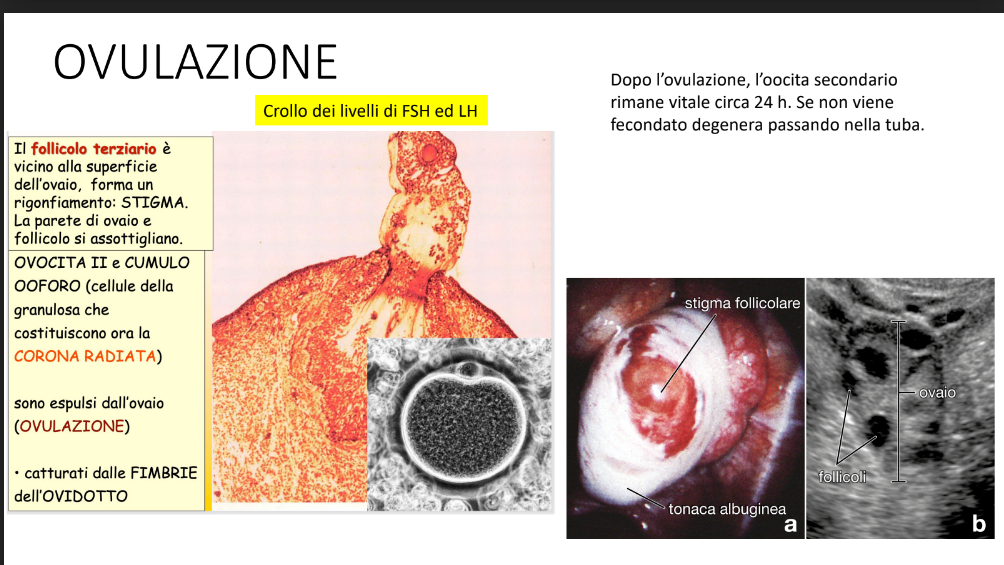 OVULAZIONE
Crollo dei livelli di FSH ed LH
Il follicolo terziario è
vicino alla superficie
dell'ovaio, forma un
rigonfiamento: STIGMA.
La parete di ovaio e
follicolo si assottigliano.
OVOCITA II e CUMULO
OOFORO (cellule della
granulosa che
costituiscono ora la
CORONA RADIATA)
sono espulsi dall'ovaio
(OVULAZIONE)
• catturati dalle FIMBRIE
dell'OVIDOTTO
Dopo l'ovulazione, l'oocita secondario
rimane vitale circa 24 h. Se non viene
fecondato degenera passando nella tuba.
stigma follicolare
tonaca albuginea
a
ovaio
follicoli
b